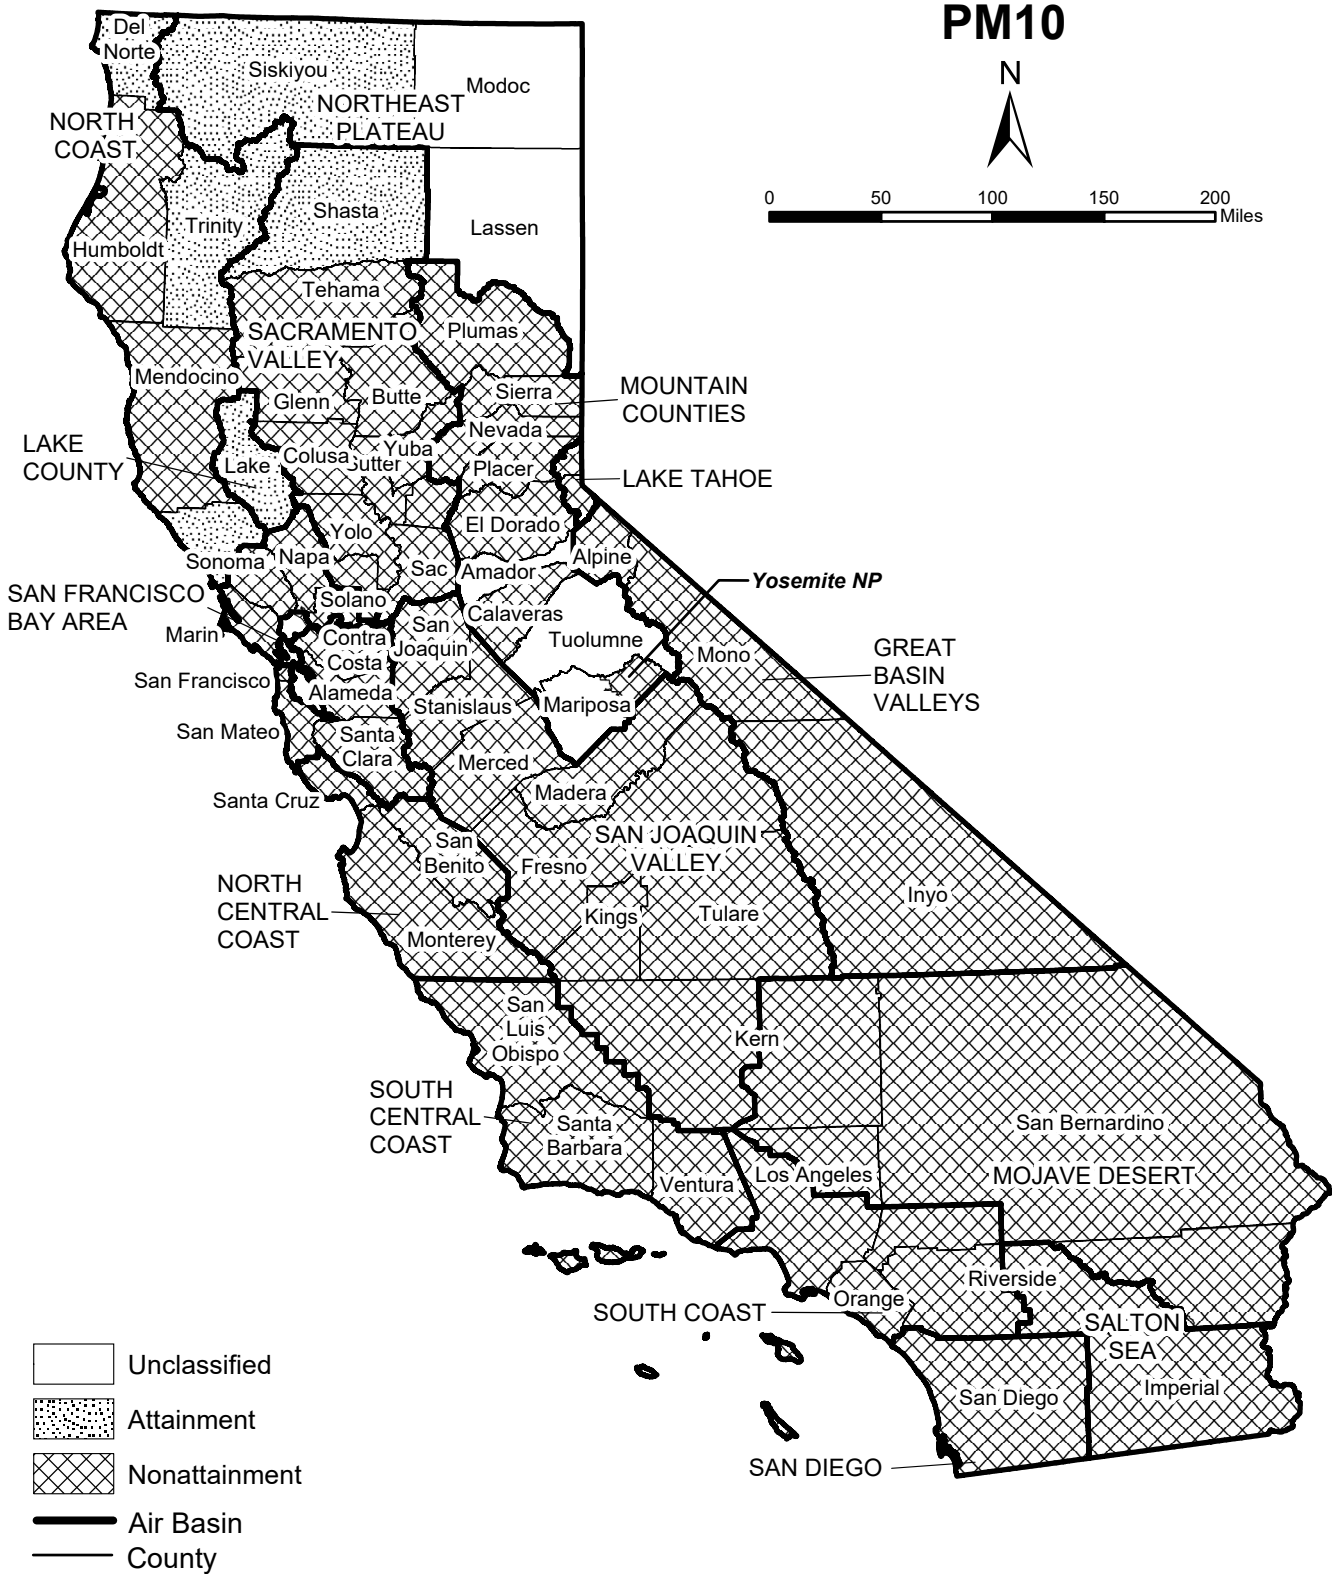 PM10
N
0 50 100 150 200
Miles
Del
Norte
Siskiyou
Modoc
NORTHEAST
PLATEAU
NORTH
COAST
Shasta
Trinity
Lassen
Humboldt
Tehama
SACRAMENTO
VALLEY
Plumas
Mendocino
Glenn
Butte
Sierra
MOUNTAIN
COUNTIES
Nevada
LAKE
COUNTY
Lake
Colusa
Yuba
Sutter
Placer
LAKE TAHOE
El Dorado
Yolo
Sonoma
Napa
Sac
Amador
Alpine
Yosemite NP
SAN FRANCISCO
BAY AREA
Solano
Marin
Calaveras
San
Joaquin
Contra
Costa
Tuolumne
Mono
GREAT
BASIN
VALLEYS
San Francisco
Alameda
Stanislaus
Mariposa
San Mateo
Santa
Clara
Merced
Santa Cruz
Madera
San
Benito
SAN JOAQUIN
VALLEY
Fresno
NORTH
CENTRAL
COAST
Kings
Tulare
Inyo
Monterey
San
Luis
Obispo
Kern
SOUTH
CENTRAL
COAST
Santa
Barbara
San Bernardino
MOJAVE DESERT
Ventura
Los Angeles
Riverside
Orange
SOUTH COAST
SALTON
SEA
San Diego
Imperial
SAN DIEGO
Unclassified
Attainment
Nonattainment
Air Basin
County